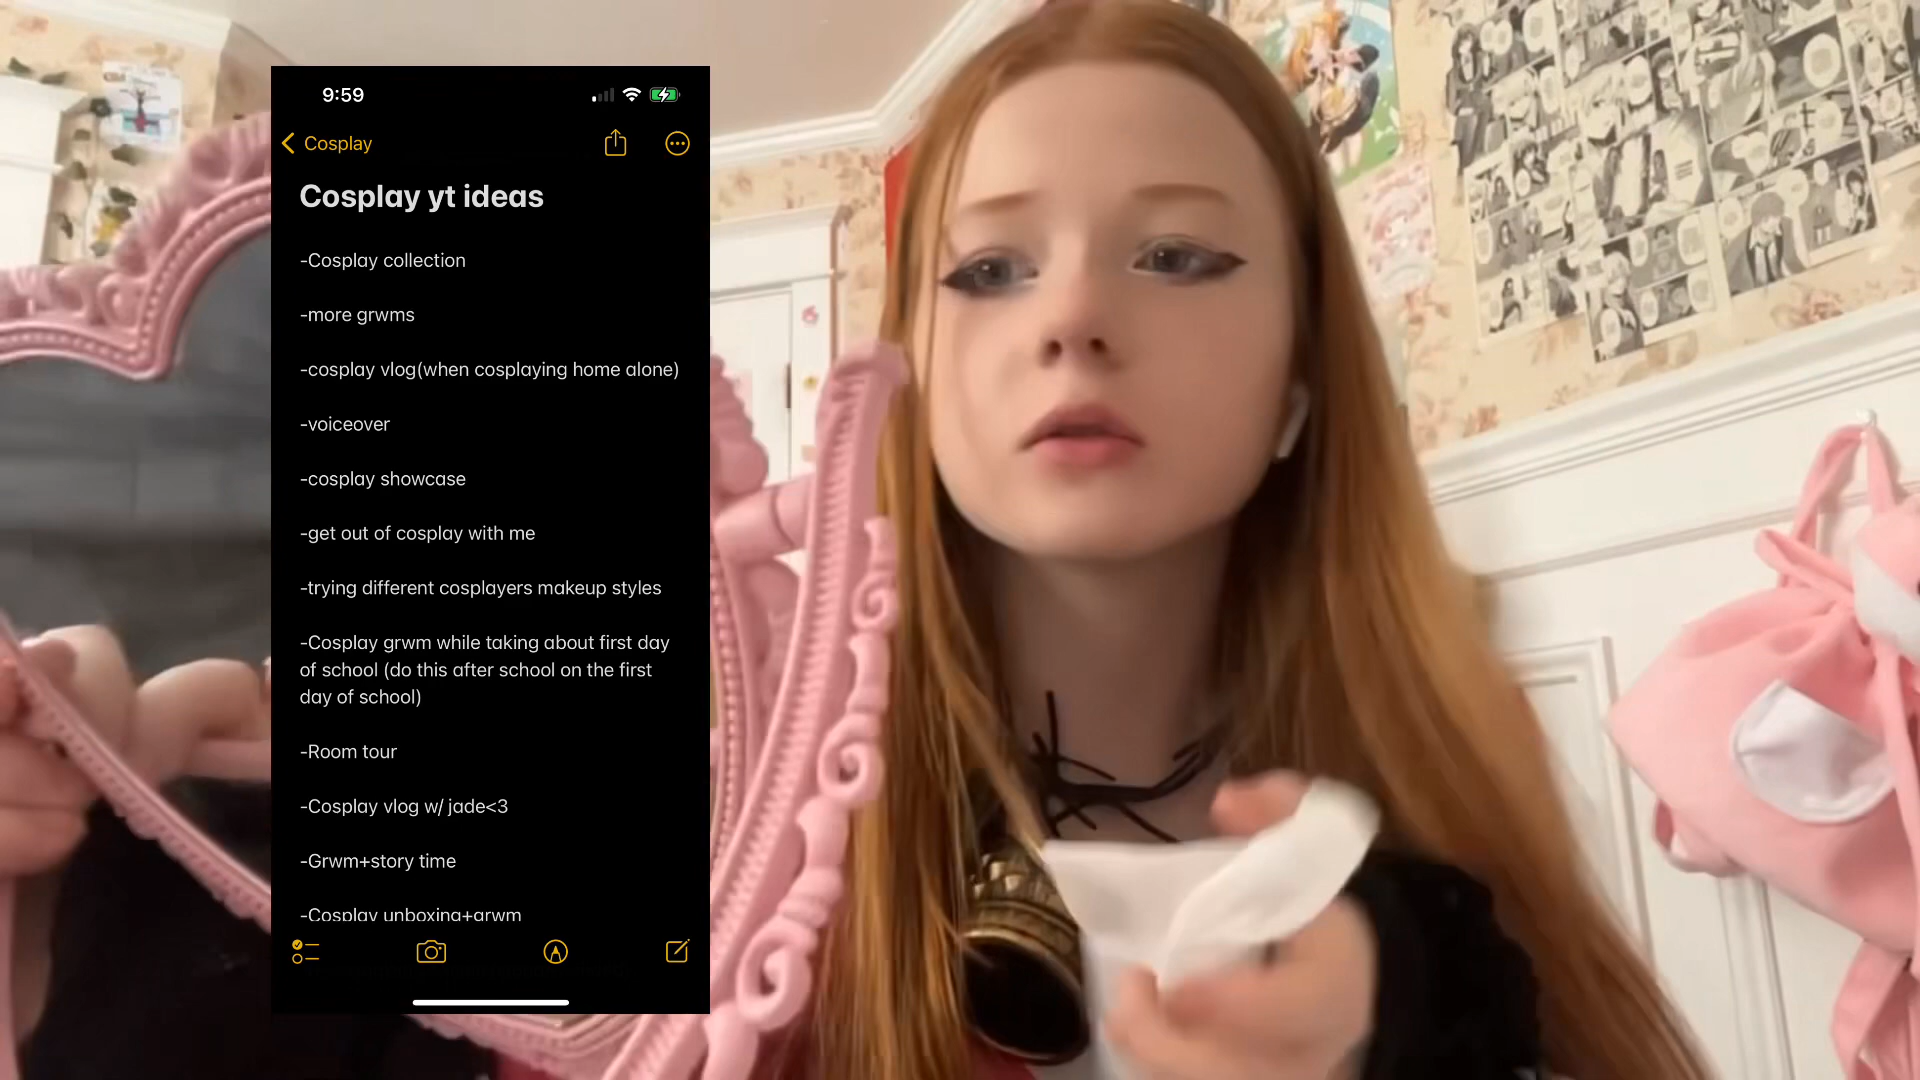 9:59
Cosplay
Cosplay yt ideas
-Cosplay collection
-more grwms
-cosplay vlog(when cosplaying home alone)
-voiceover
-cosplay showcase
-get out of cosplay with me
-trying different cosplayers makeup styles
-Cosplay grwm while taking about first day
of school (do this after school on the first
day of school)
-Room tour
-Cosplay vlog w/ jade<3
-Grwm+story time
-Cosplay unboxing+grwm